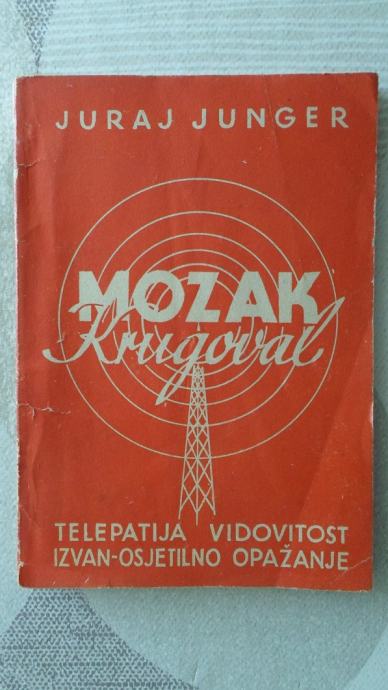 JURAJ JUNGER
MOZAK
Krugoval
TELEPATIJA VIDOVITOST
IZVAN-OSJETILNO OPAŽANJE